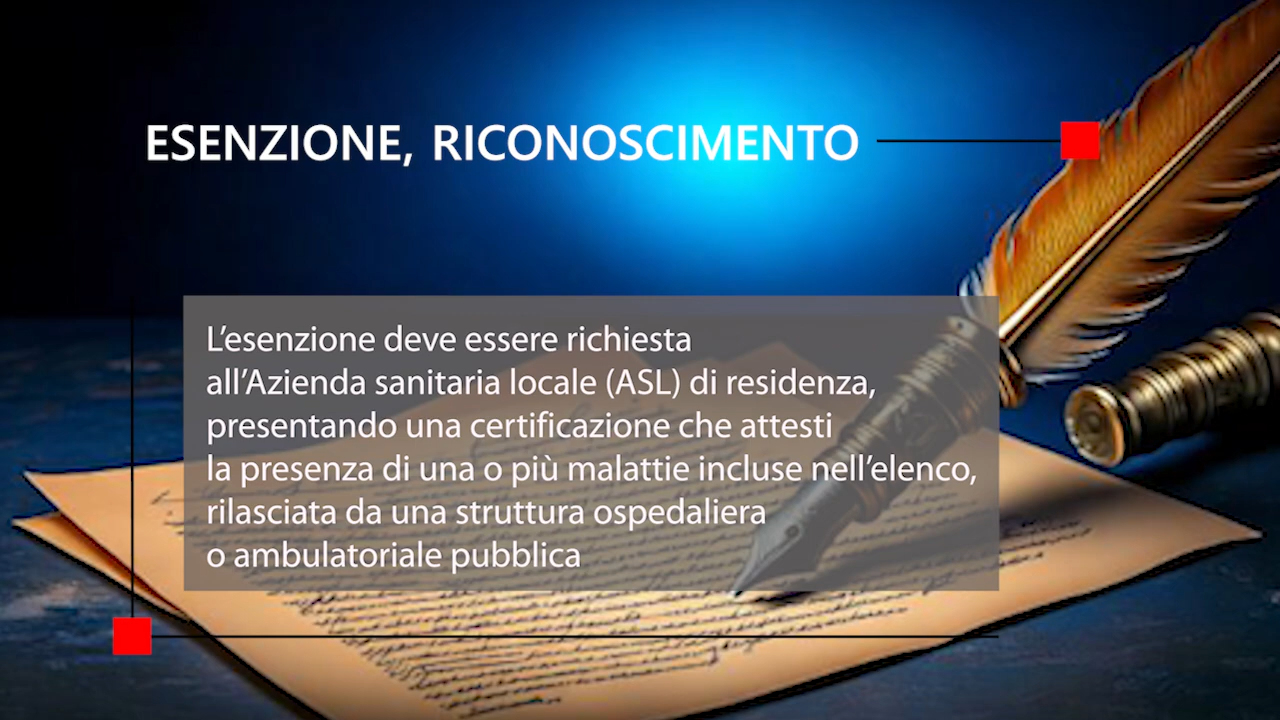 ESENZIONE, RICONOSCIMENTO
L’esenzione deve essere richiesta
all’Azienda sanitaria locale (ASL) di residenza,
presentando una certificazione che attesti
la presenza di una o più malattie incluse nell’elenco,
rilasciata da una struttura ospedaliera
o ambulatoriale pubblica